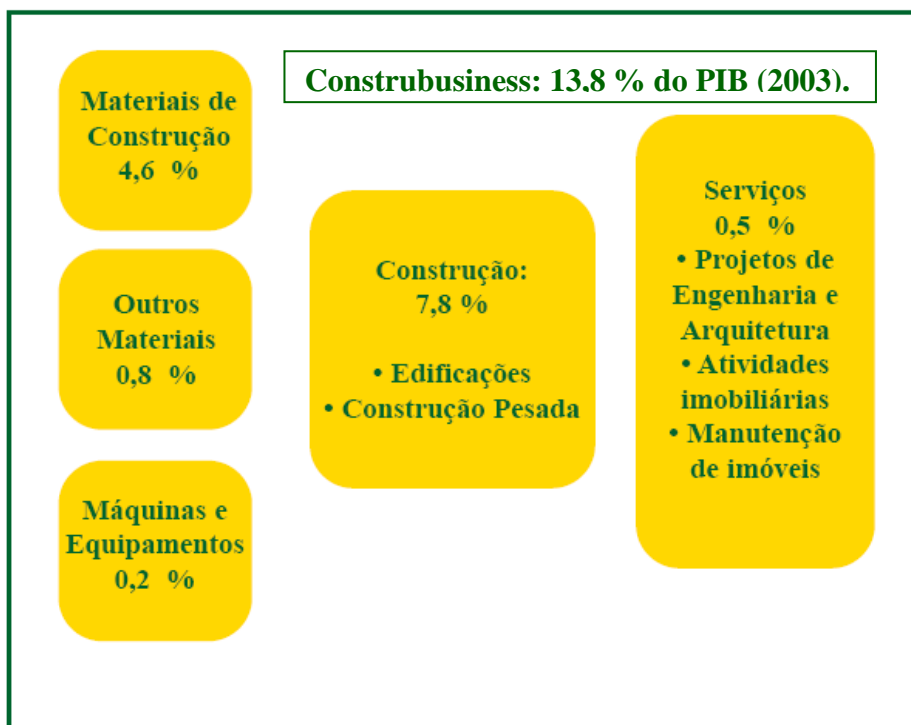 Construbusiness: 13,8 % do PIB (2003).
Materiais de
Construção
4,6 %
Outros
Materiais
0,8 %
Máquinas e
Equipamentos
0,2 %
Construção:
7,8 %
• Edificações
• Construção Pesada
Serviços
0,5 %
• Projetos de
Engenharia e
Arquitetura
• Atividades
imobiliárias
• Manutenção
de imóveis